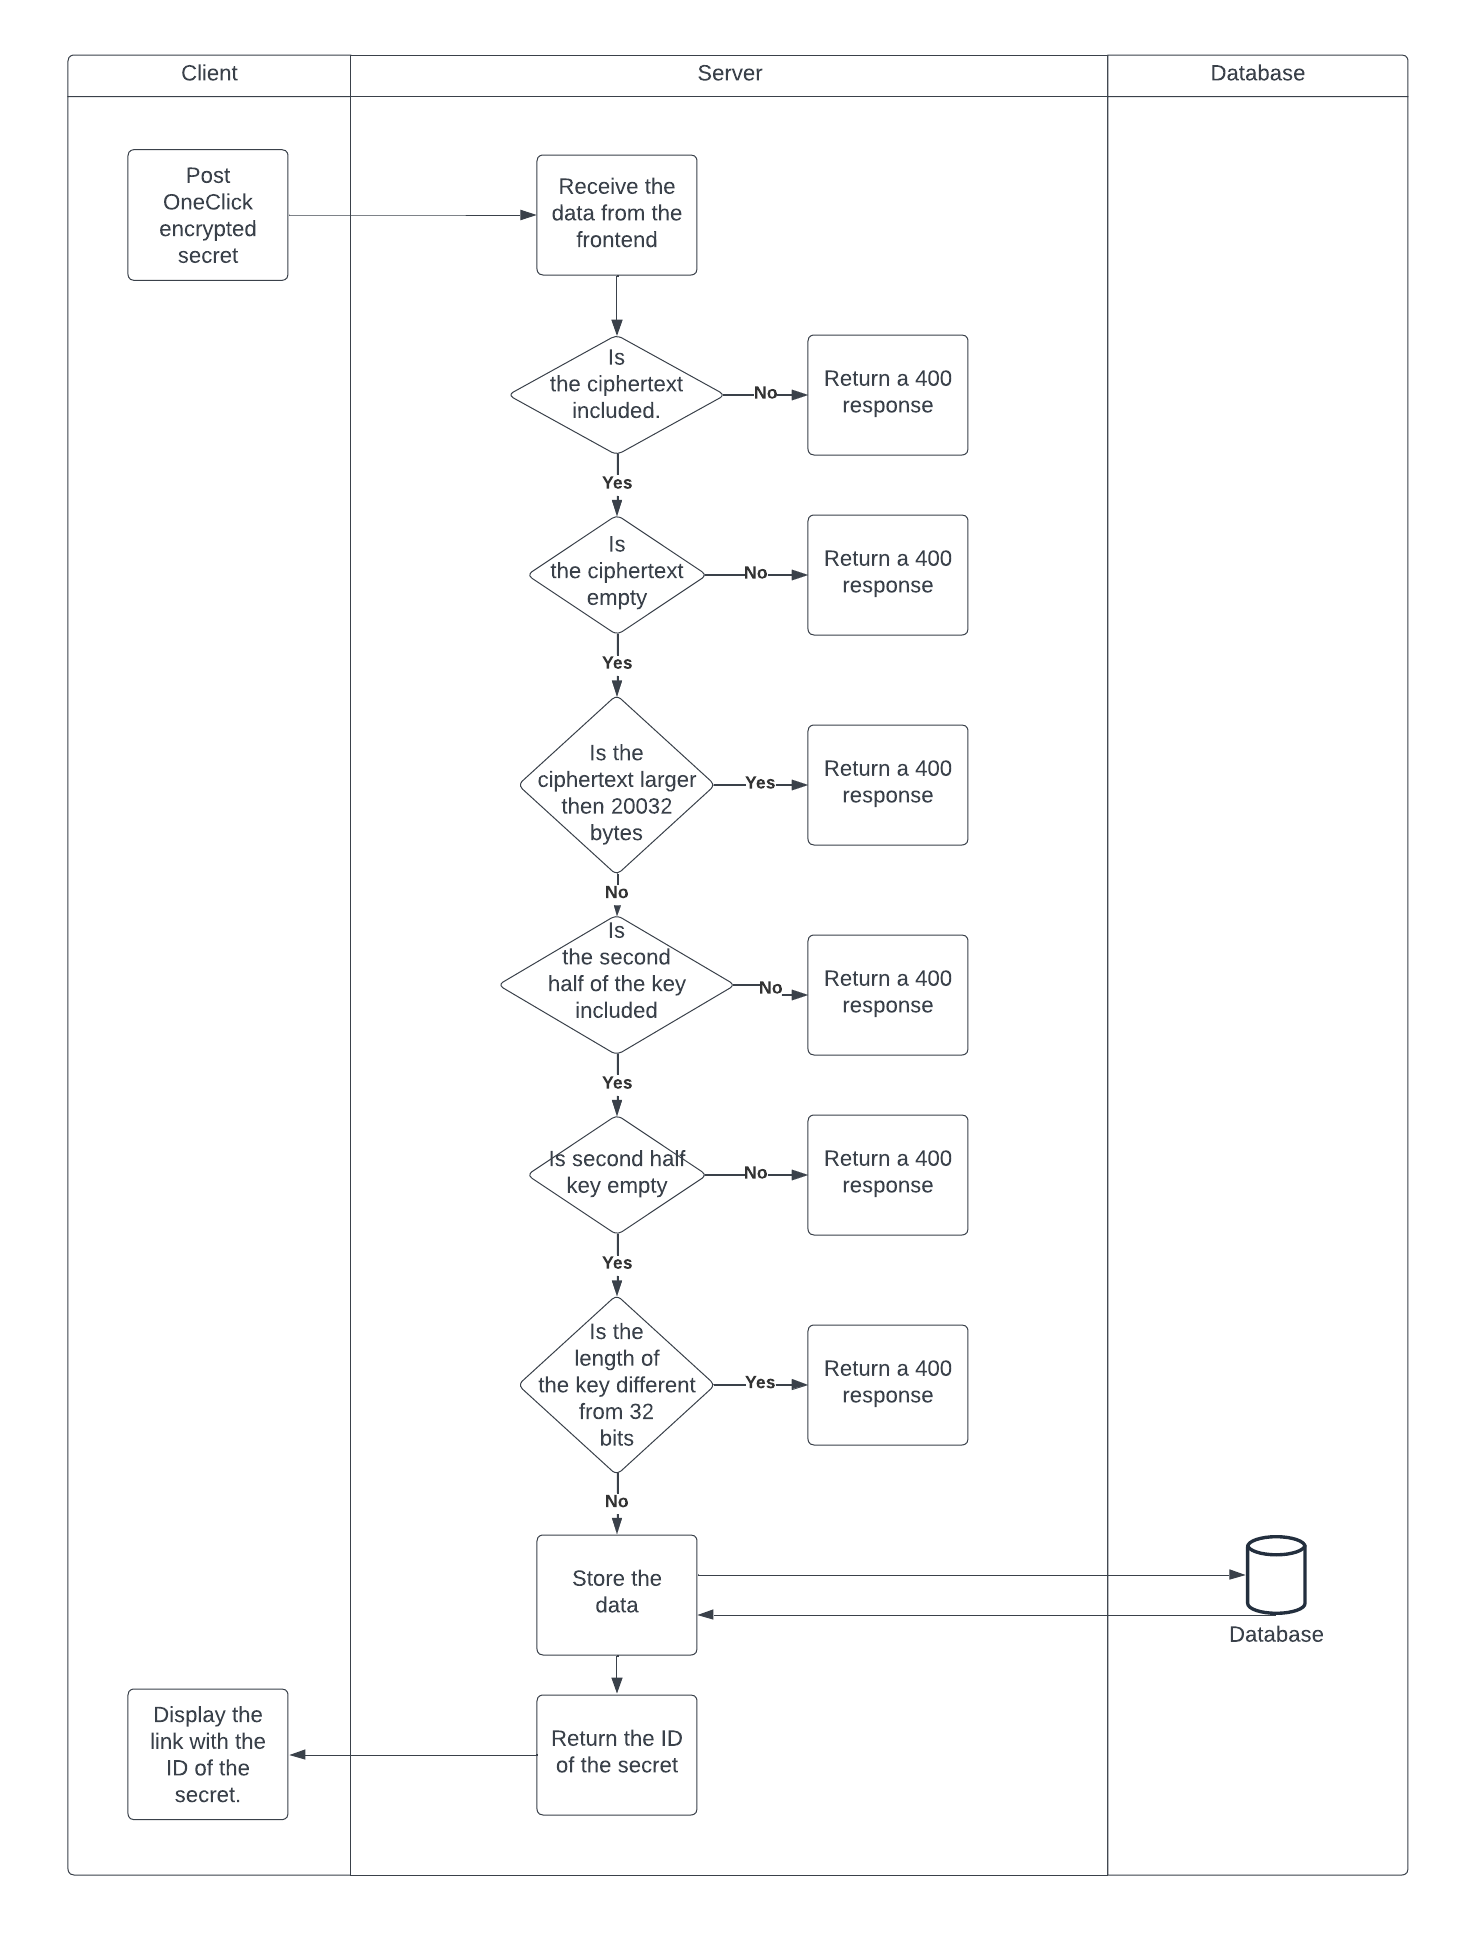 Client
Server
Database
Post
OneClick
encrypted
secret
Receive the
data from the
frontend
Is
the ciphertext
included.
No
Return a 400
response
Yes
Is
the ciphertext
empty
No
Return a 400
response
Yes
Is the
ciphertext larger
then 20032
bytes
Yes
Return a 400
response
No
Is
the second
half of the key
included
No
Return a 400
response
Yes
Is second half
key empty
No
Return a 400
response
Yes
Is the
length of
the key different
from 32
bits
Yes
Return a 400
response
No
Store the
data
Database
Return the ID
of the secret
Display the
link with the
ID of the
secret.